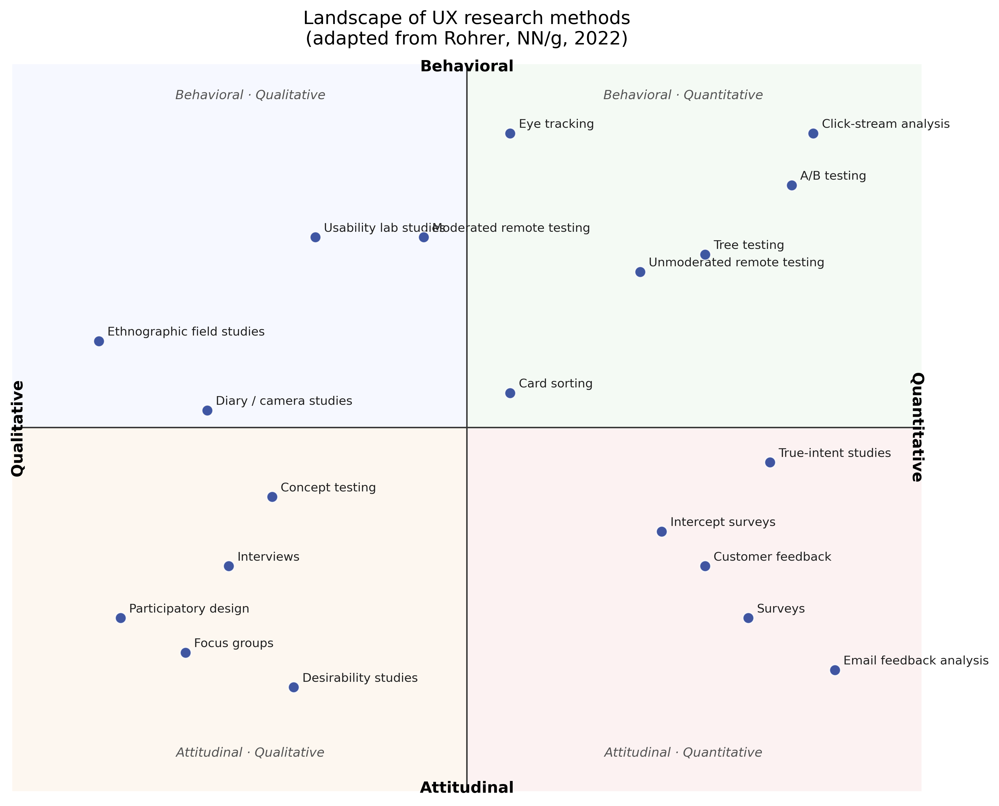 Landscape of UX research methods
(adapted from Rohrer, NN/g, 2022)
Behavioral
Behavioral · Qualitative
Behavioral · Quantitative
Eye tracking
Click-stream analysis
A/B testing
Usability lab studies
Moderated remote testing
Tree testing
Unmoderated remote testing
Ethnographic field studies
Card sorting
Diary / camera studies
Qualitative
Quantitative
True-intent studies
Concept testing
Intercept surveys
Interviews
Customer feedback
Participatory design
Surveys
Focus groups
Email feedback analysis
Desirability studies
Attitudinal · Qualitative
Attitudinal · Quantitative
Attitudinal